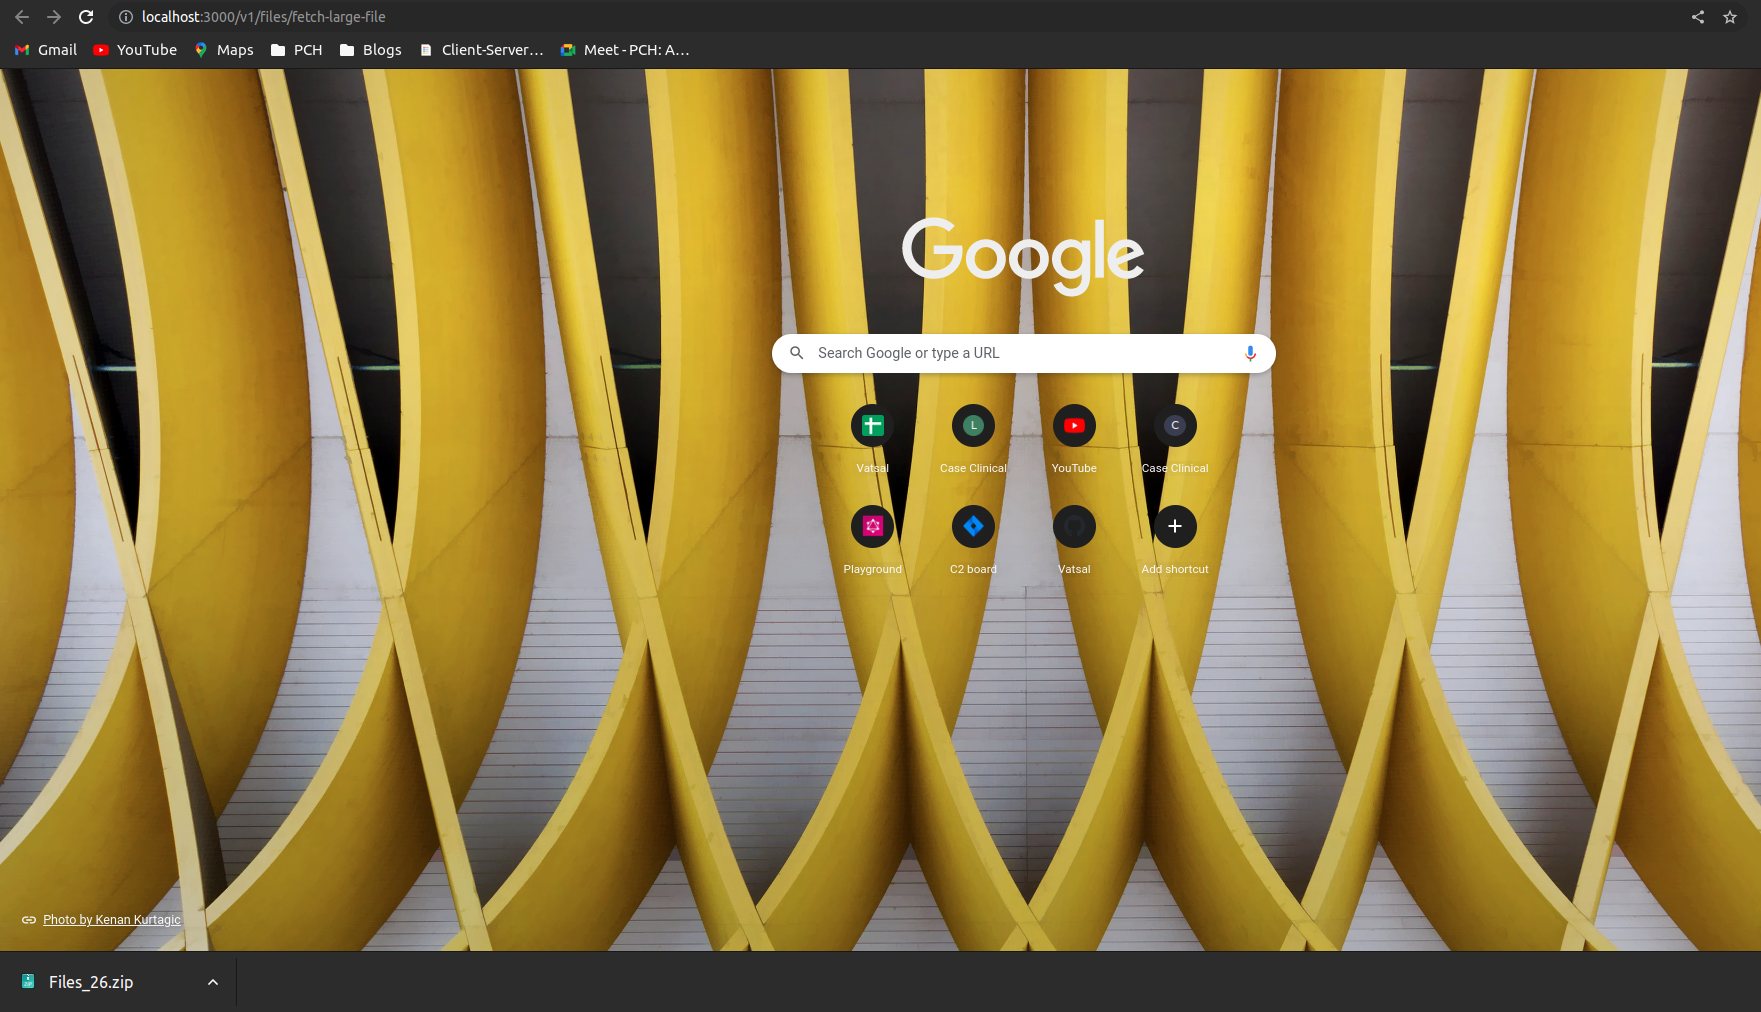 localhost:3000/v1/files/fetch-large-file
Gmail YouTube Maps PCH Blogs Client-Server... Meet - PCH: A...
Google
Search Google or type a URL
Vatsal Case Clinical YouTube Case Clinical
L C
Playground C2 board Vatsal Add shortcut
Photo by Kenan Kurtagic
Files_26.zip